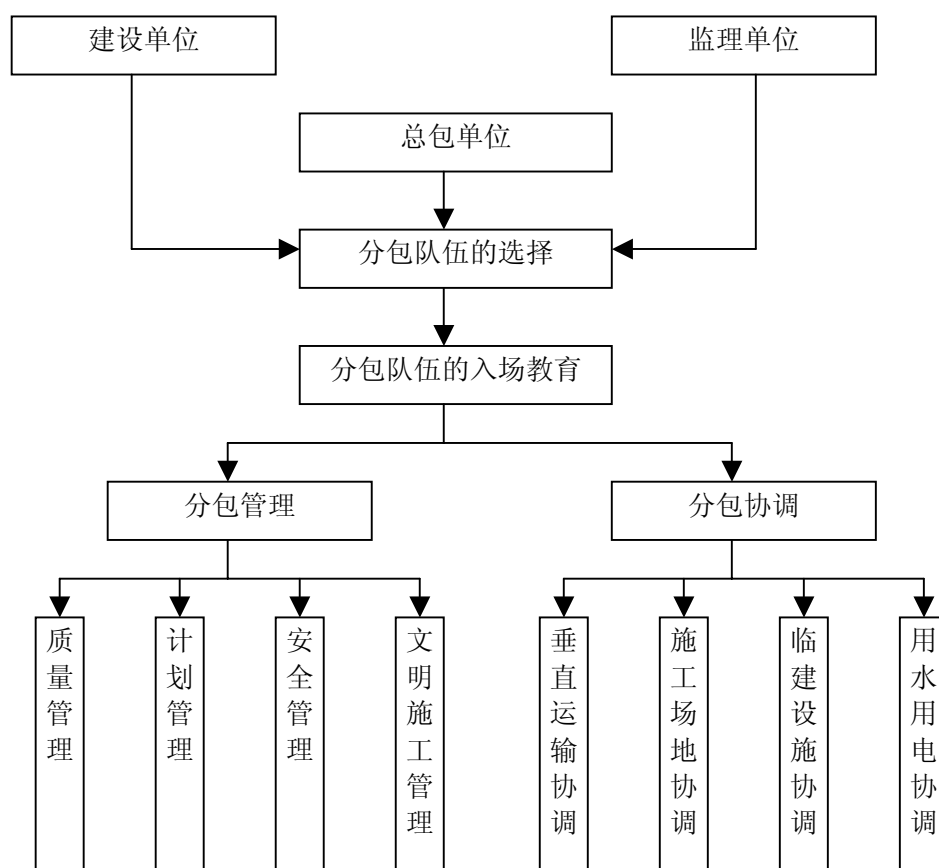 建设单位
监理单位
总包单位
分包队伍的选择
分包队伍的入场教育
分包管理
分包协调
质量管理
计划管理
安全管理
文明施工管理
垂直运输协调
施工场地协调
临建设施协调
用水用电协调